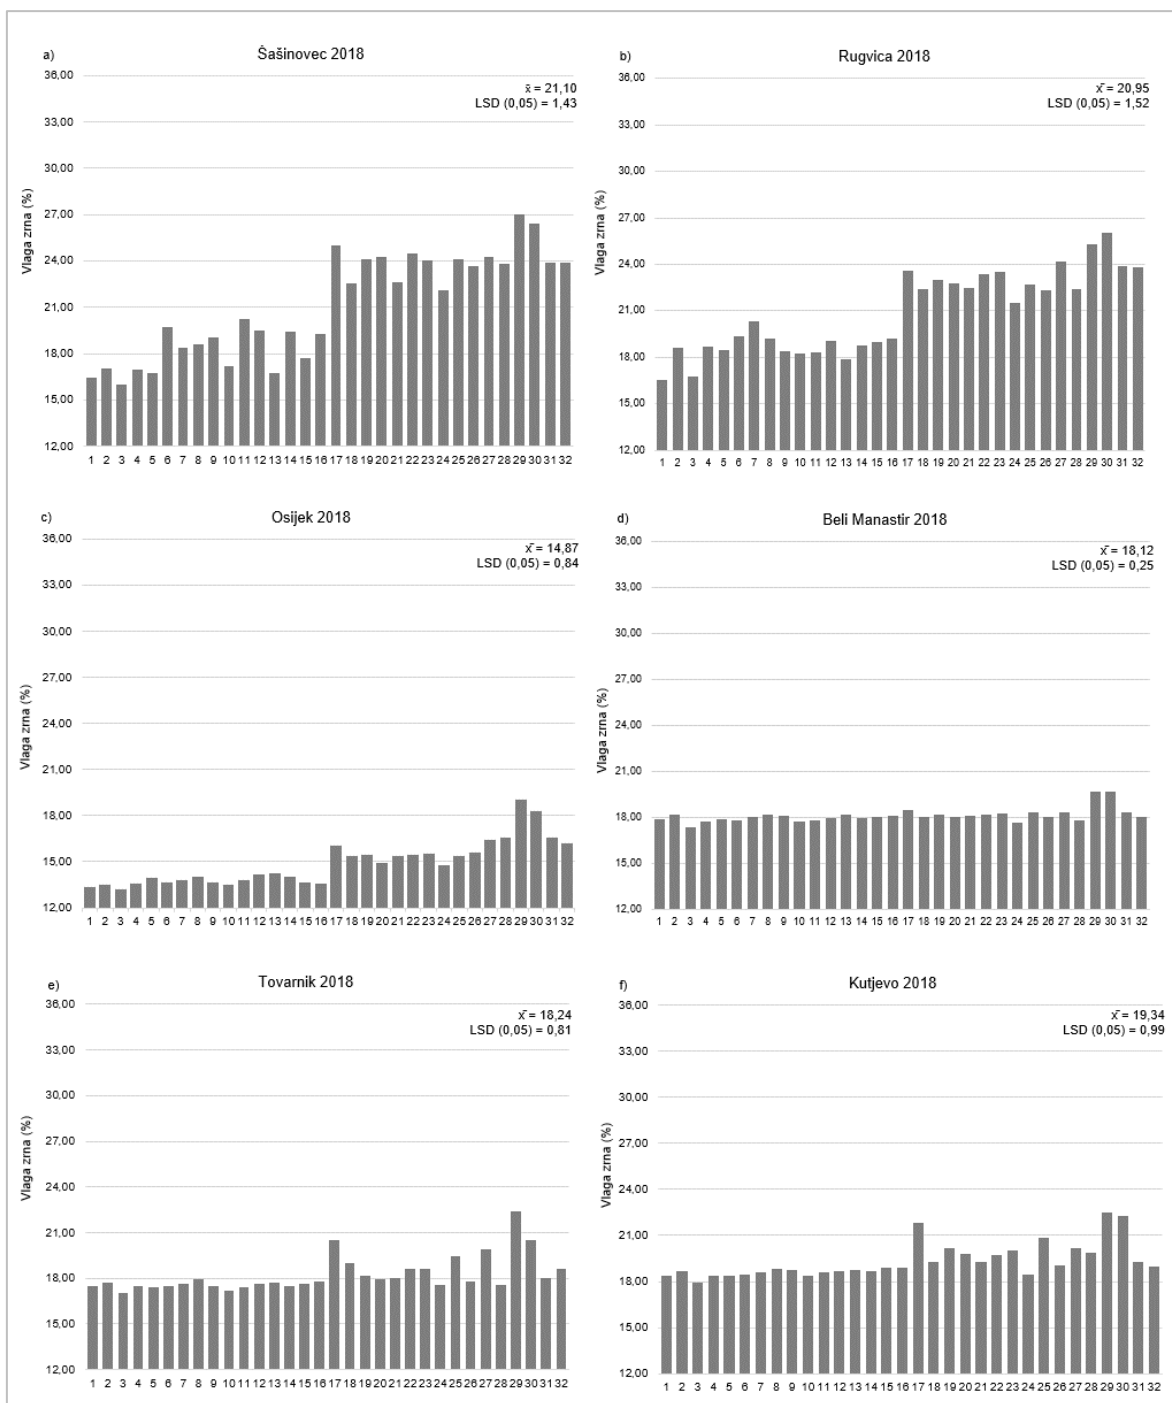 a)
Šašinovec 2018
x̄ = 21,10
LSD (0,05) = 1,43
Vlaga zrna (%)
36,00
33,00
30,00
27,00
24,00
21,00
18,00
15,00
12,00
1 2 3 4 5 6 7 8 9 10 11 12 13 14 15 16 17 18 19 20 21 22 23 24 25 26 27 28 29 30 31 32
b)
Rugvica 2018
x̄ = 20,95
LSD (0,05) = 1,52
Vlaga zrna (%)
36,00
33,00
30,00
27,00
24,00
21,00
18,00
15,00
12,00
1 2 3 4 5 6 7 8 9 10 11 12 13 14 15 16 17 18 19 20 21 22 23 24 25 26 27 28 29 30 31 32
c)
Osijek 2018
x̄ = 14,87
LSD (0,05) = 0,84
Vlaga zrna (%)
36,00
33,00
30,00
27,00
24,00
21,00
18,00
15,00
12,00
1 2 3 4 5 6 7 8 9 10 11 12 13 14 15 16 17 18 19 20 21 22 23 24 25 26 27 28 29 30 31 32
d)
Beli Manastir 2018
x̄ = 18,12
LSD (0,05) = 0,25
Vlaga zrna (%)
36,00
33,00
30,00
27,00
24,00
21,00
18,00
15,00
12,00
1 2 3 4 5 6 7 8 9 10 11 12 13 14 15 16 17 18 19 20 21 22 23 24 25 26 27 28 29 30 31 32
e)
Tovarnik 2018
x̄ = 18,24
LSD (0,05) = 0,81
Vlaga zrna (%)
36,00
33,00
30,00
27,00
24,00
21,00
18,00
15,00
12,00
1 2 3 4 5 6 7 8 9 10 11 12 13 14 15 16 17 18 19 20 21 22 23 24 25 26 27 28 29 30 31 32
f)
Kutjevo 2018
x̄ = 19,34
LSD (0,05) = 0,99
Vlaga zrna (%)
36,00
33,00
30,00
27,00
24,00
21,00
18,00
15,00
12,00
1 2 3 4 5 6 7 8 9 10 11 12 13 14 15 16 17 18 19 20 21 22 23 24 25 26 27 28 29 30 31 32